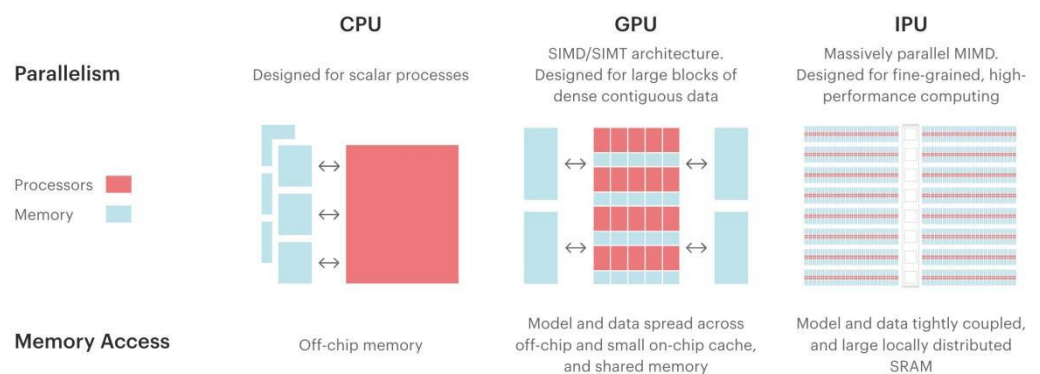 CPU
GPU
IPU
Parallelism
Designed for scalar processes
SIMD/SIMT architecture.
Designed for large blocks of
dense contiguous data
Massively parallel MIMD.
Designed for fine-grained, high-
performance computing
Processors
Memory
Memory Access
Off-chip memory
Model and data spread across
off-chip and small on-chip cache,
and shared memory
Model and data tightly coupled,
and large locally distributed
SRAM